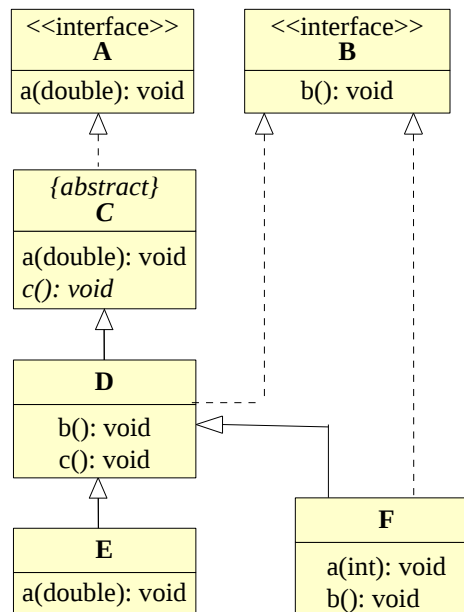 <<interface>>
A
a(double): void
<<interface>>
B
b(): void
{abstract}
C
a(double): void
c(): void
D
b(): void
c(): void
E
a(double): void
F
a(int): void
b(): void